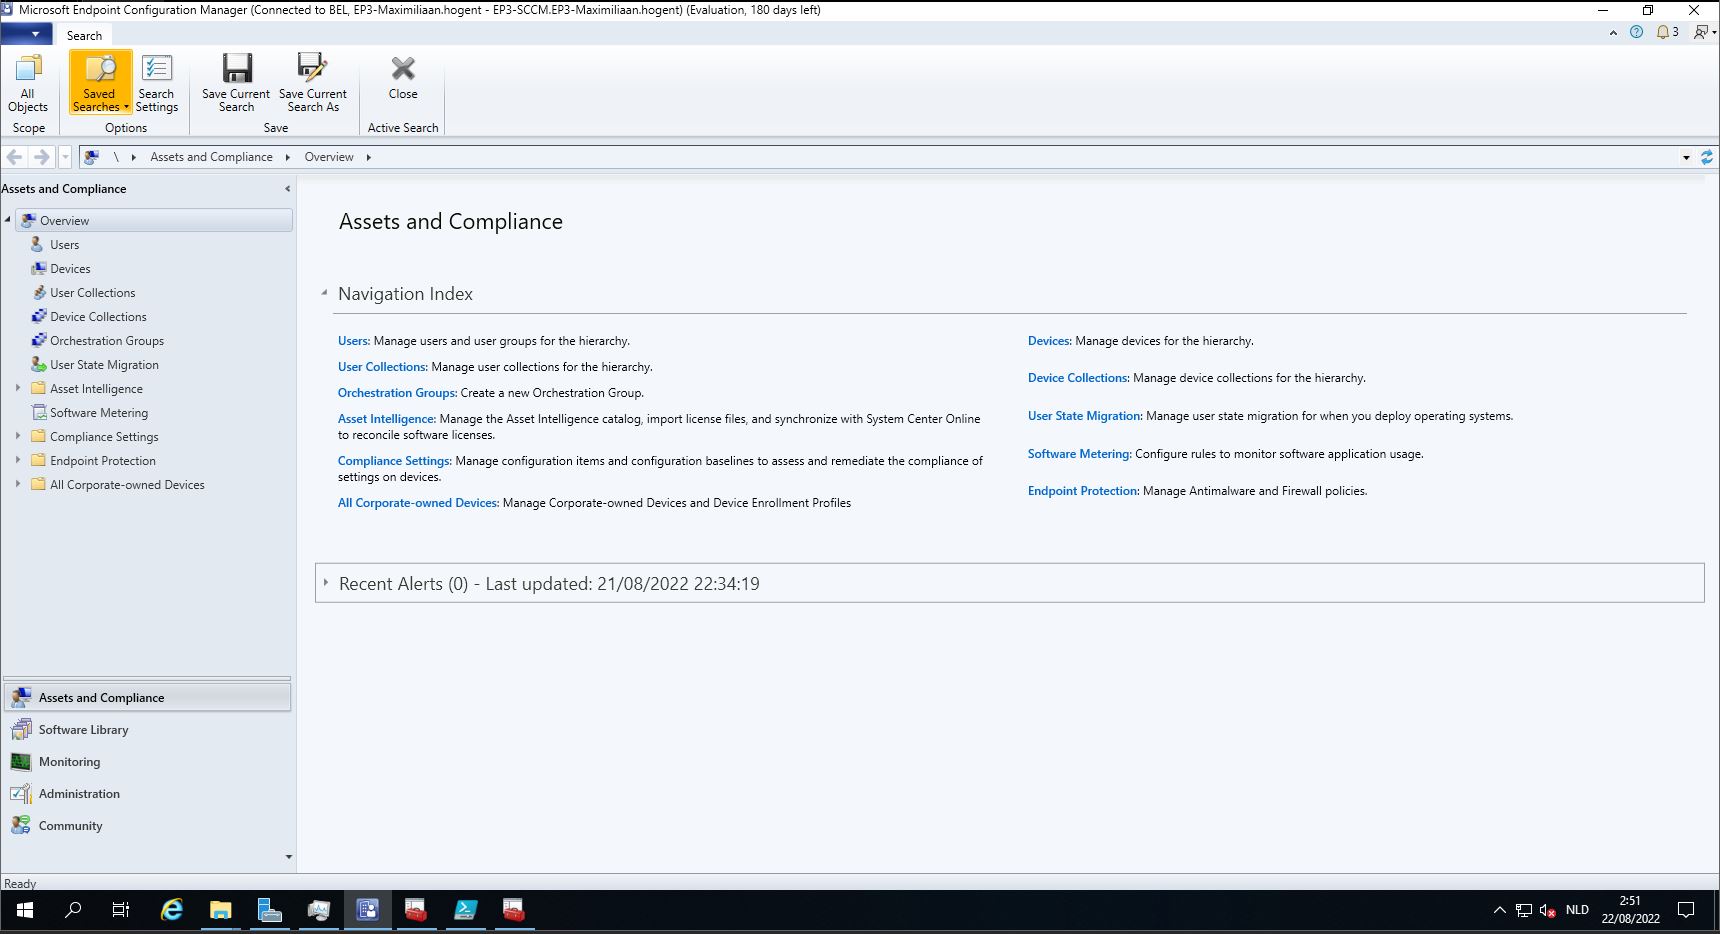 Microsoft Endpoint Configuration Manager (Connected to BEL, EP3-Maximiliaan.hogent - EP3-SCCM.EP3-Maximiliaan.hogent) (Evaluation, 180 days left)
Search
3
All
Objects
Saved
Searches
Search
Settings
Save Current
Search
Save Current
Search As
Close
Scope
Options
Save
Active Search
\ Assets and Compliance Overview
Assets and Compliance
Overview
Users
Devices
User Collections
Device Collections
Orchestration Groups
User State Migration
Asset Intelligence
Software Metering
Compliance Settings
Endpoint Protection
All Corporate-owned Devices
Assets and Compliance
Software Library
Monitoring
Administration
Community
Assets and Compliance
Navigation Index
Users: Manage users and user groups for the hierarchy.
User Collections: Manage user collections for the hierarchy.
Orchestration Groups: Create a new Orchestration Group.
Asset Intelligence: Manage the Asset Intelligence catalog, import license files, and synchronize with System Center Online
to reconcile software licenses.
Compliance Settings: Manage configuration items and configuration baselines to assess and remediate the compliance of
settings on devices.
All Corporate-owned Devices: Manage Corporate-owned Devices and Device Enrollment Profiles
Devices: Manage devices for the hierarchy.
Device Collections: Manage device collections for the hierarchy.
User State Migration: Manage user state migration for when you deploy operating systems.
Software Metering: Configure rules to monitor software application usage.
Endpoint Protection: Manage Antimalware and Firewall policies.
Recent Alerts (0) - Last updated: 21/08/2022 22:34:19
Ready
NLD
2:51
22/08/2022